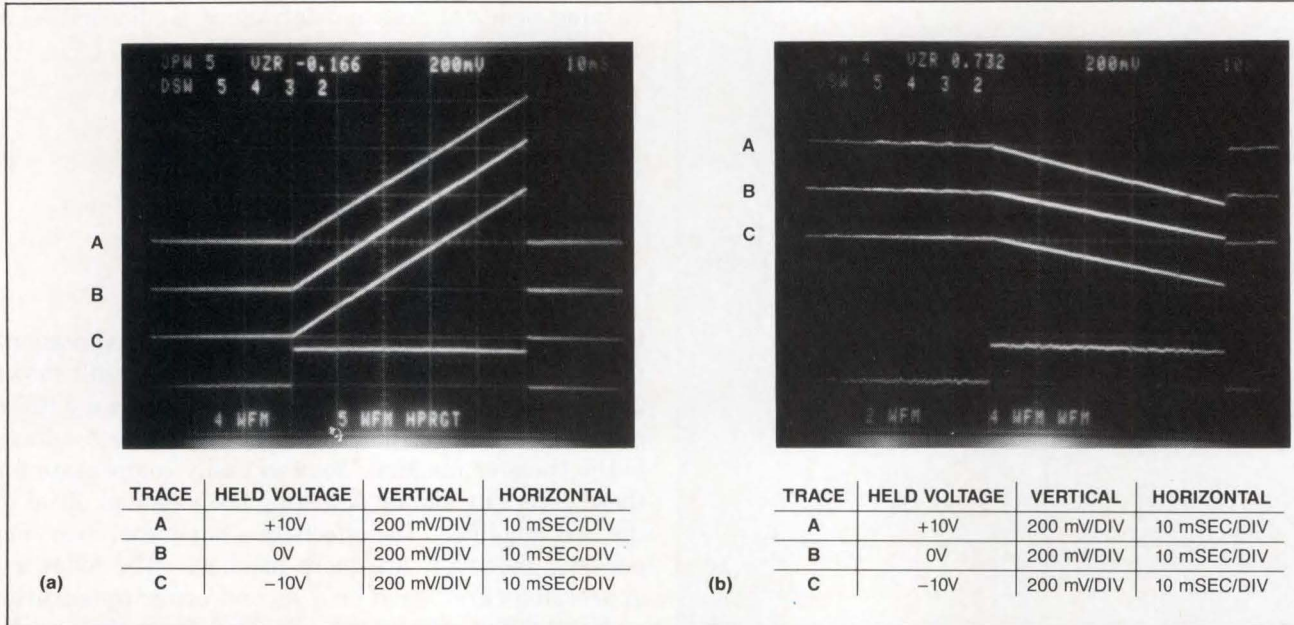 VZR -0.166 200mV
DSW 5 4 3 2
A
B
C
4 WFM 5 WFM HPRGT
TRACE HELD VOLTAGE VERTICAL HORIZONTAL
A +10V 200 mV/DIV 10 mSEC/DIV
B 0V 200 mV/DIV 10 mSEC/DIV
C −10V 200 mV/DIV 10 mSEC/DIV
(a)
4 VZR 0.732 200mV
DSW 5 4 3 2
A
B
C
2 WFM 4 WFM WFM
TRACE HELD VOLTAGE VERTICAL HORIZONTAL
A +10V 200 mV/DIV 10 mSEC/DIV
B 0V 200 mV/DIV 10 mSEC/DIV
C −10V 200 mV/DIV 10 mSEC/DIV
(b)